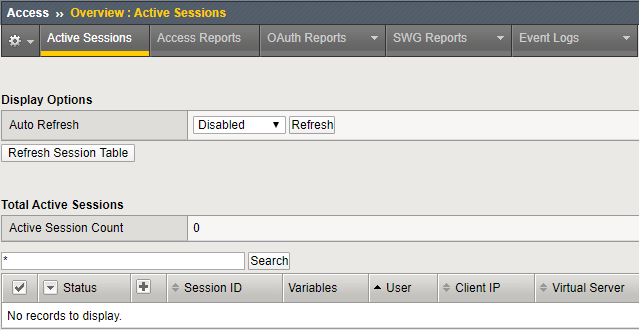 Access ›› Overview : Active Sessions
Active Sessions Access Reports OAuth Reports SWG Reports Event Logs
Display Options
Auto Refresh Disabled Refresh
Refresh Session Table
Total Active Sessions
Active Session Count 0
* Search
Status Session ID Variables User Client IP Virtual Server
No records to display.